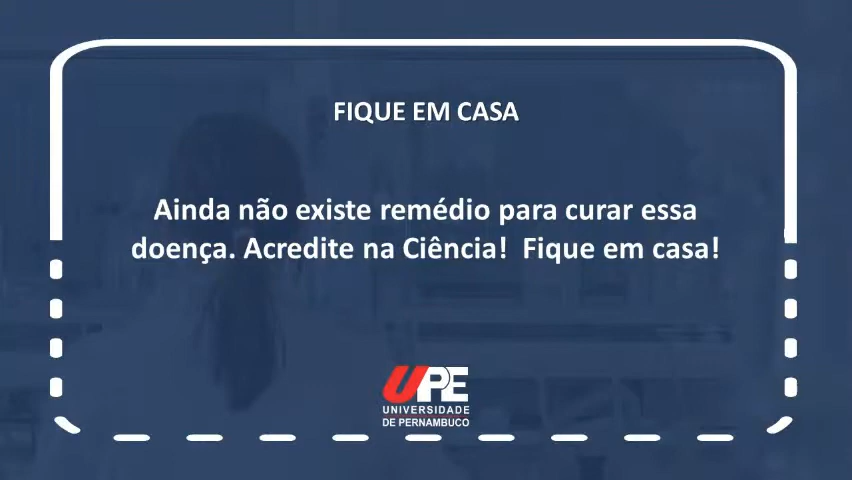 FIQUE EM CASA
Ainda não existe remédio para curar essa
doença. Acredite na Ciência! Fique em casa!
UPE
UNIVERSIDADE
DE PERNAMBUCO